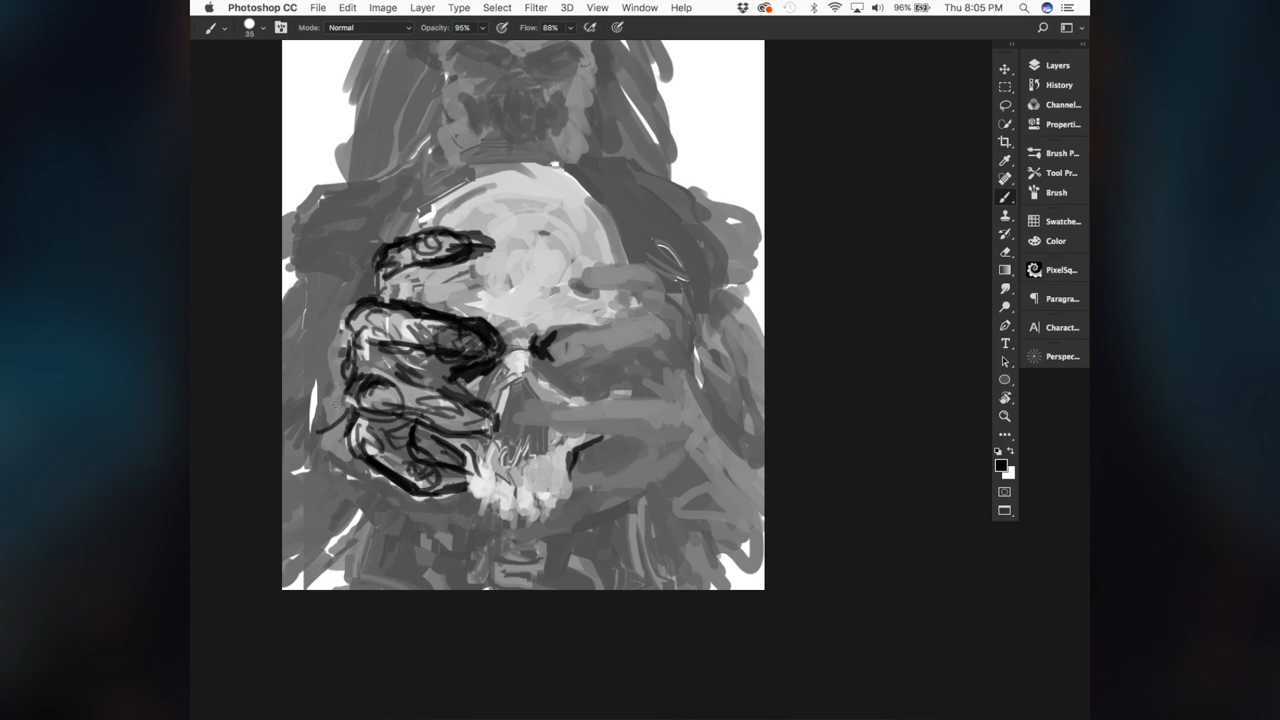 Photoshop CC File Edit Image Layer Type Select Filter 3D View Window Help 96% Thu 8:05 PM
35 Mode: Normal Opacity: 95% Flow: 88%
Layers
History
Channel...
Properti...
Brush P...
Tool Pr...
Brush
Swatche...
Color
PixelSq...
Paragra...
Charact...
Perspec...